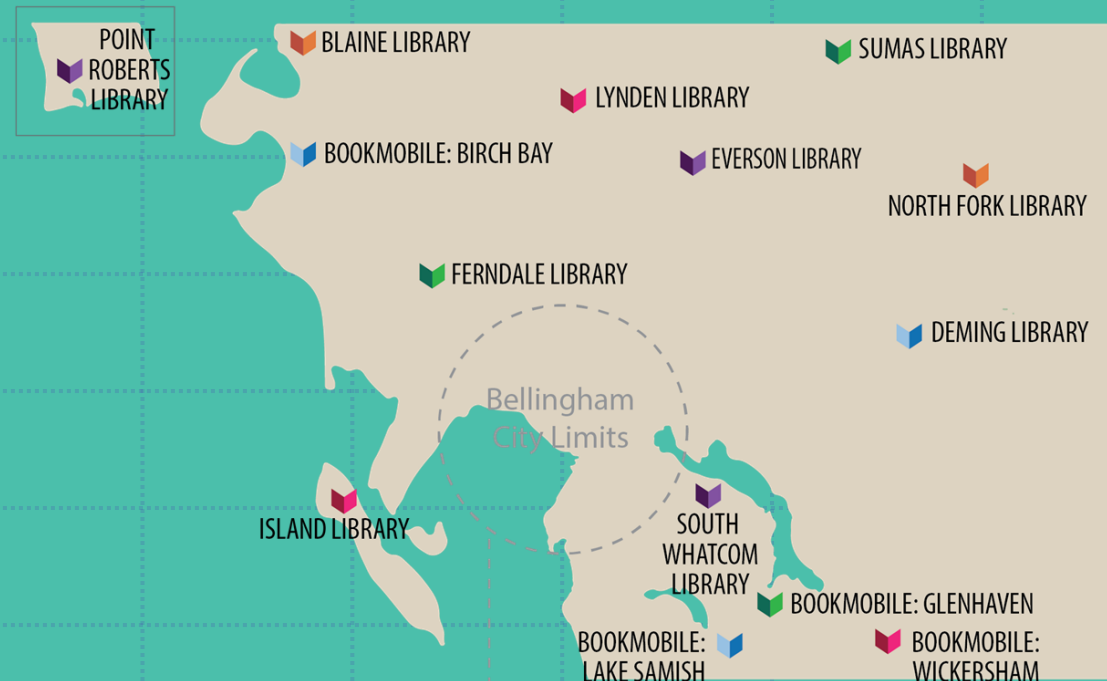 POINT
ROBERTS
LIBRARY
BLAINE LIBRARY
SUMAS LIBRARY
LYNDEN LIBRARY
BOOKMOBILE: BIRCH BAY
EVERSON LIBRARY
NORTH FORK LIBRARY
FERNDALE LIBRARY
DEMING LIBRARY
Bellingham
City Limits
ISLAND LIBRARY
SOUTH
WHATCOM
LIBRARY
BOOKMOBILE: GLENHAVEN
BOOKMOBILE:
LAKE SAMISH
BOOKMOBILE:
WICKERSHAM